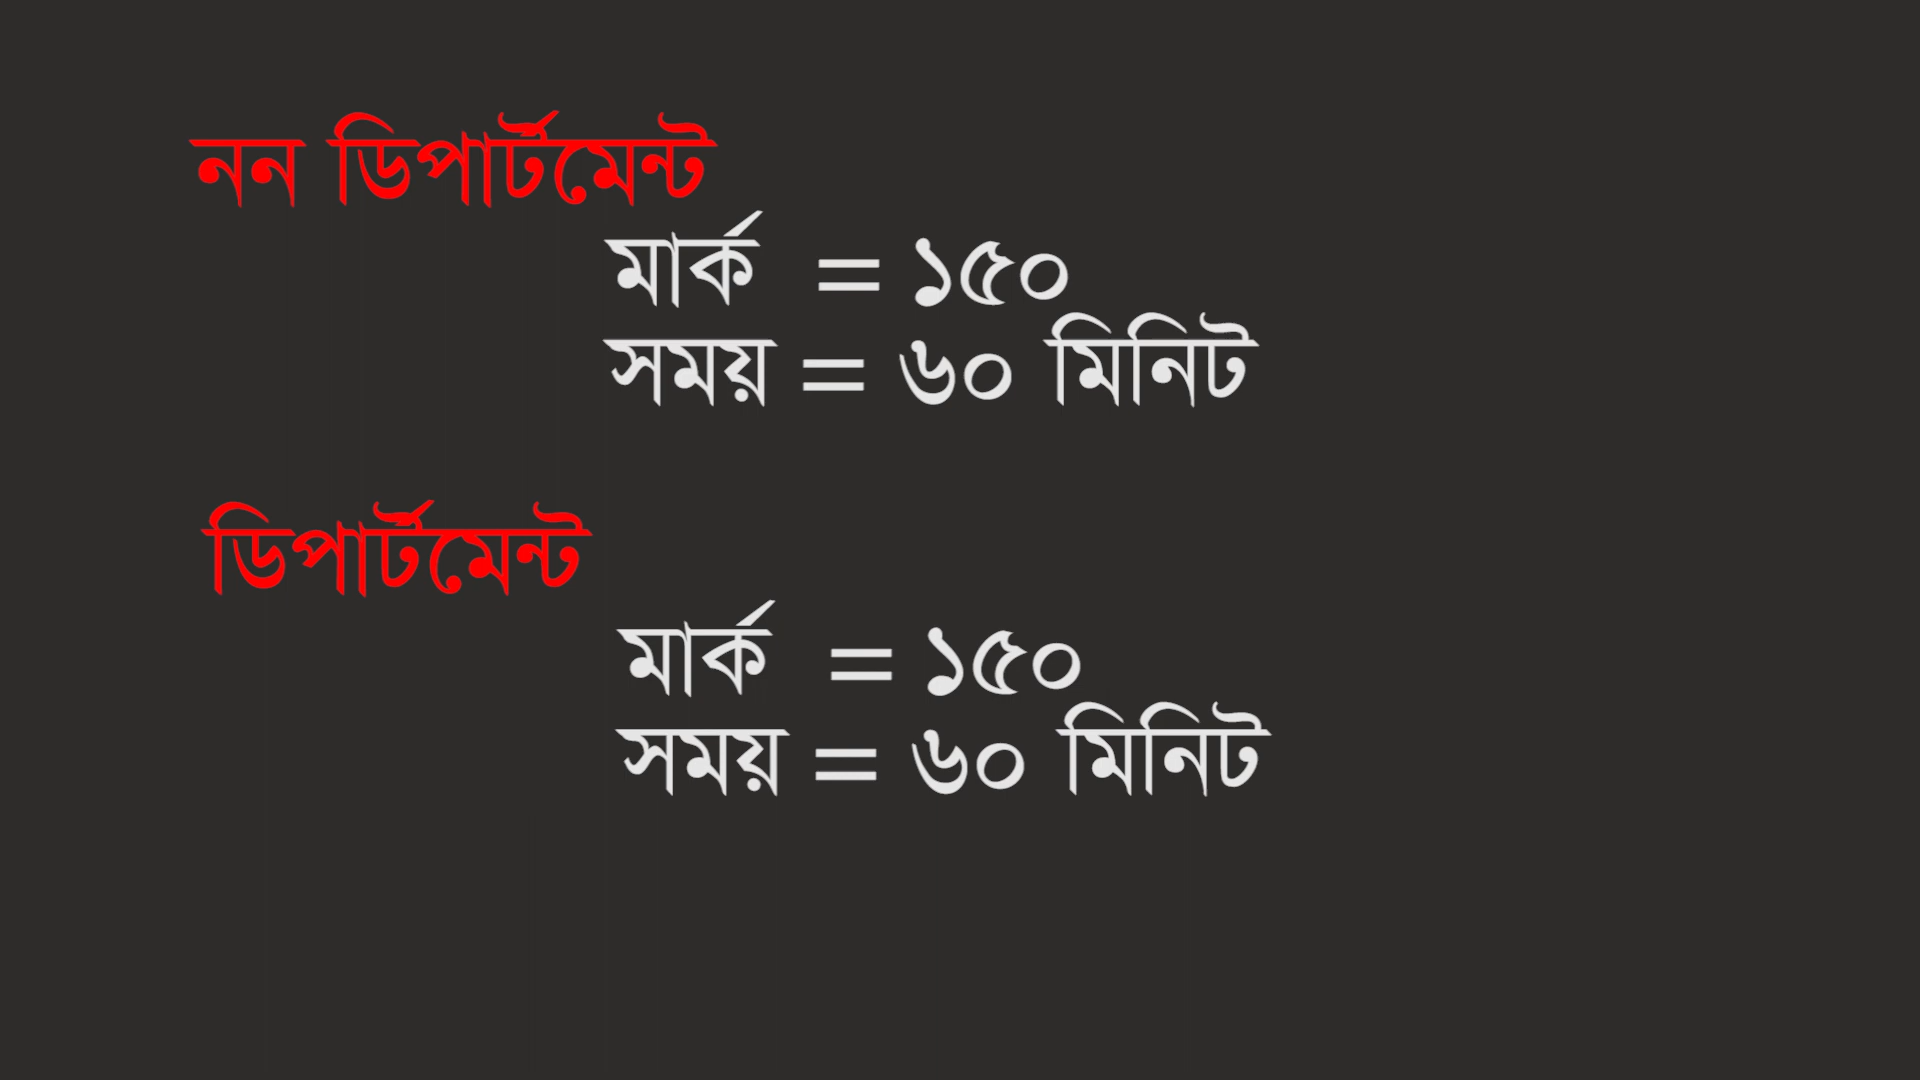 নন ডিপার্টমেন্ট
মার্ক = ১৫০
সময় = ৬০ মিনিট
ডিপার্টমেন্ট
মার্ক = ১৫০
সময় = ৬০ মিনিট